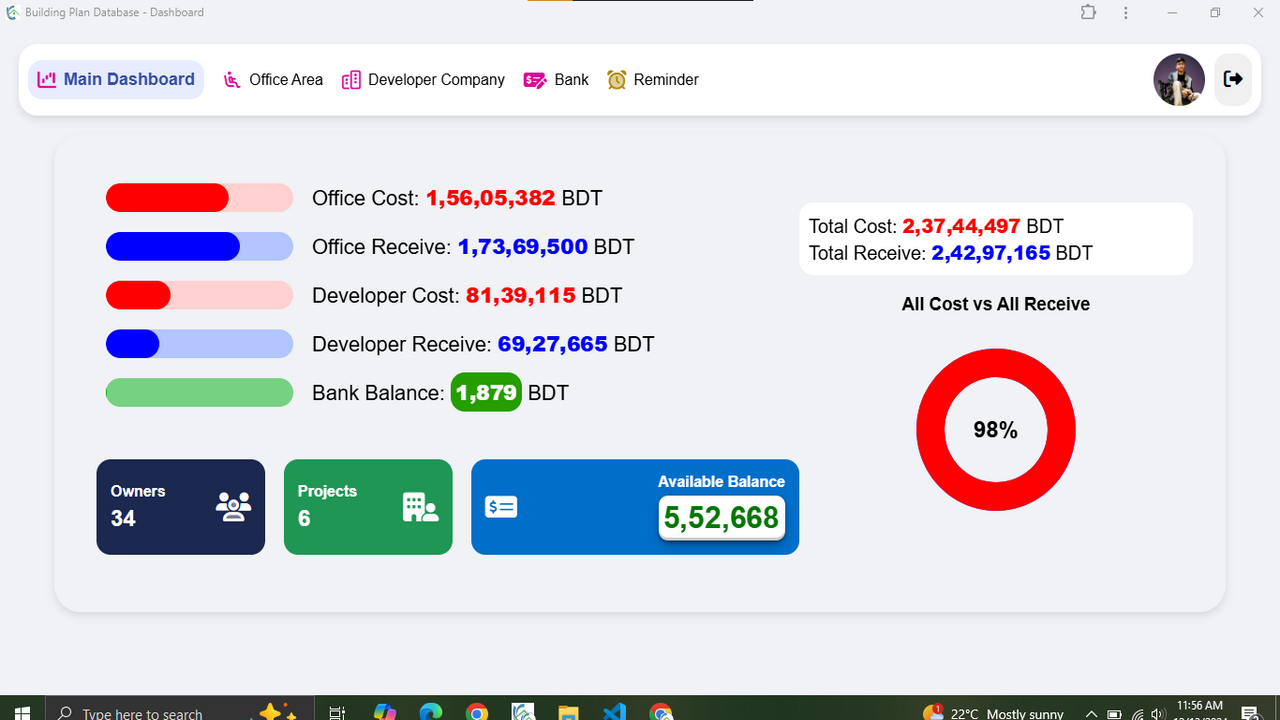 Building Plan Database - Dashboard
Main Dashboard
Office Area
Developer Company
Bank
Reminder
Office Cost: 1,56,05,382 BDT
Office Receive: 1,73,69,500 BDT
Developer Cost: 81,39,115 BDT
Developer Receive: 69,27,665 BDT
Bank Balance: 1,879 BDT
Total Cost: 2,37,44,497 BDT
Total Receive: 2,42,97,165 BDT
All Cost vs All Receive
98%
Owners
34
Projects
6
Available Balance
5,52,668
Type here to search
1
22°C Mostly sunny
11:56 AM